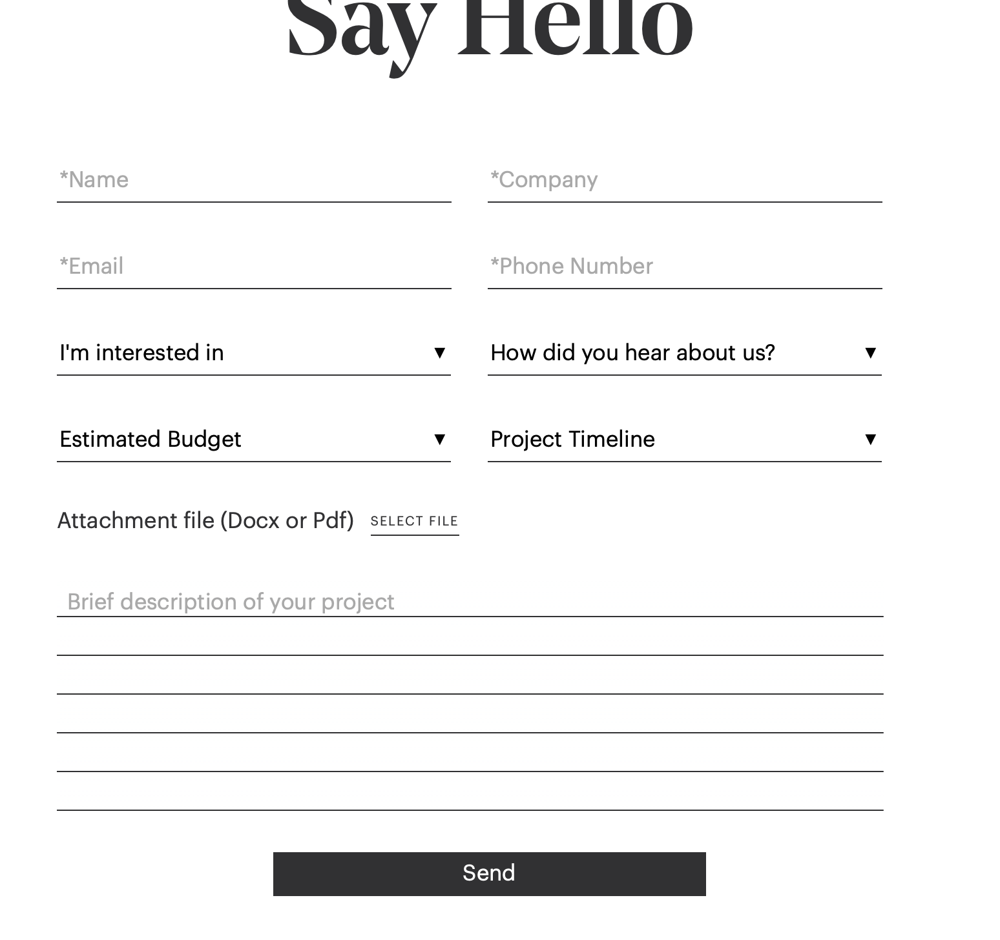 Say Hello
*Name
*Company
*Email
*Phone Number
I'm interested in ▼
How did you hear about us? ▼
Estimated Budget ▼
Project Timeline ▼
Attachment file (Docx or Pdf) SELECT FILE
Brief description of your project
Send